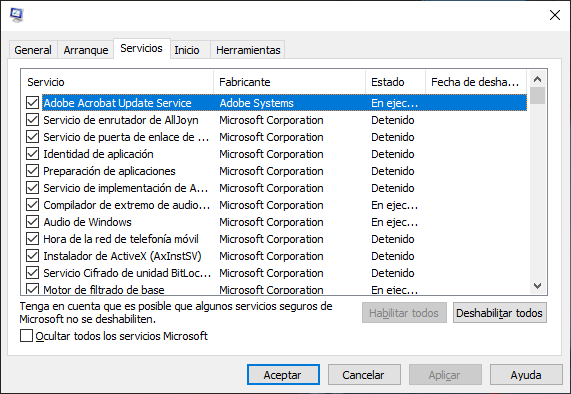 General Arranque Servicios Inicio Herramientas
Servicio Fabricante Estado Fecha de desha...
Adobe Acrobat Update Service Adobe Systems En ejec...
Servicio de enrutador de AllJoyn Microsoft Corporation Detenido
Servicio de puerta de enlace de ... Microsoft Corporation Detenido
Identidad de aplicación Microsoft Corporation Detenido
Preparación de aplicaciones Microsoft Corporation Detenido
Servicio de implementación de A... Microsoft Corporation Detenido
Compilador de extremo de audio... Microsoft Corporation En ejec...
Audio de Windows Microsoft Corporation En ejec...
Hora de la red de telefonía móvil Microsoft Corporation Detenido
Instalador de ActiveX (AxInstSV) Microsoft Corporation Detenido
Servicio Cifrado de unidad BitLoc... Microsoft Corporation Detenido
Motor de filtrado de base Microsoft Corporation En ejec...
Tenga en cuenta que es posible que algunos servicios seguros de
Microsoft no se deshabiliten.
Habilitar todos Deshabilitar todos
Ocultar todos los servicios Microsoft
Aceptar Cancelar Aplicar Ayuda